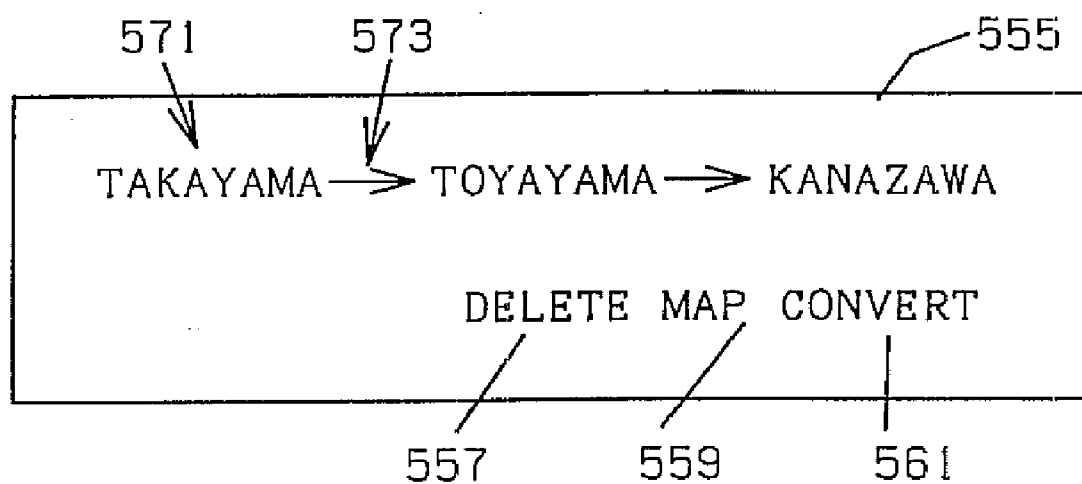 571 573 555
TAKAYAMA → TOYAYAMA → KANAZAWA
DELETE MAP CONVERT
557 559 561